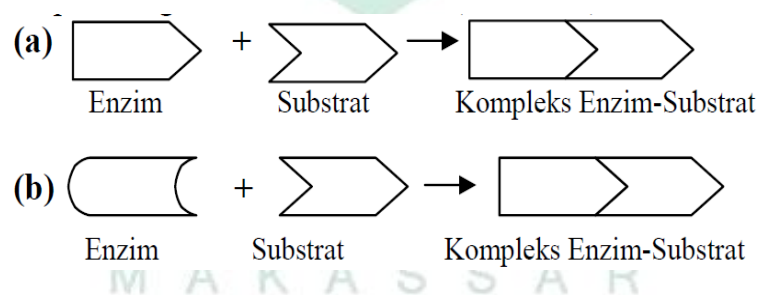 (a) +
Enzim Substrat Kompleks Enzim-Substrat
(b) +
Enzim Substrat Kompleks Enzim-Substrat
M A K A S S A R